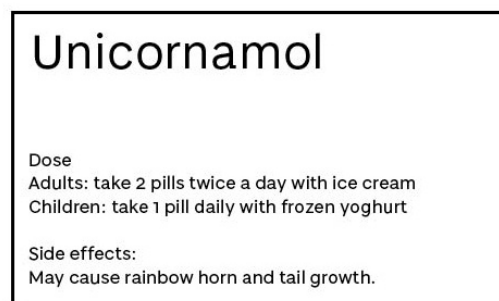 Unicornamol
Dose
Adults: take 2 pills twice a day with ice cream
Children: take 1 pill daily with frozen yoghurt
Side effects:
May cause rainbow horn and tail growth.